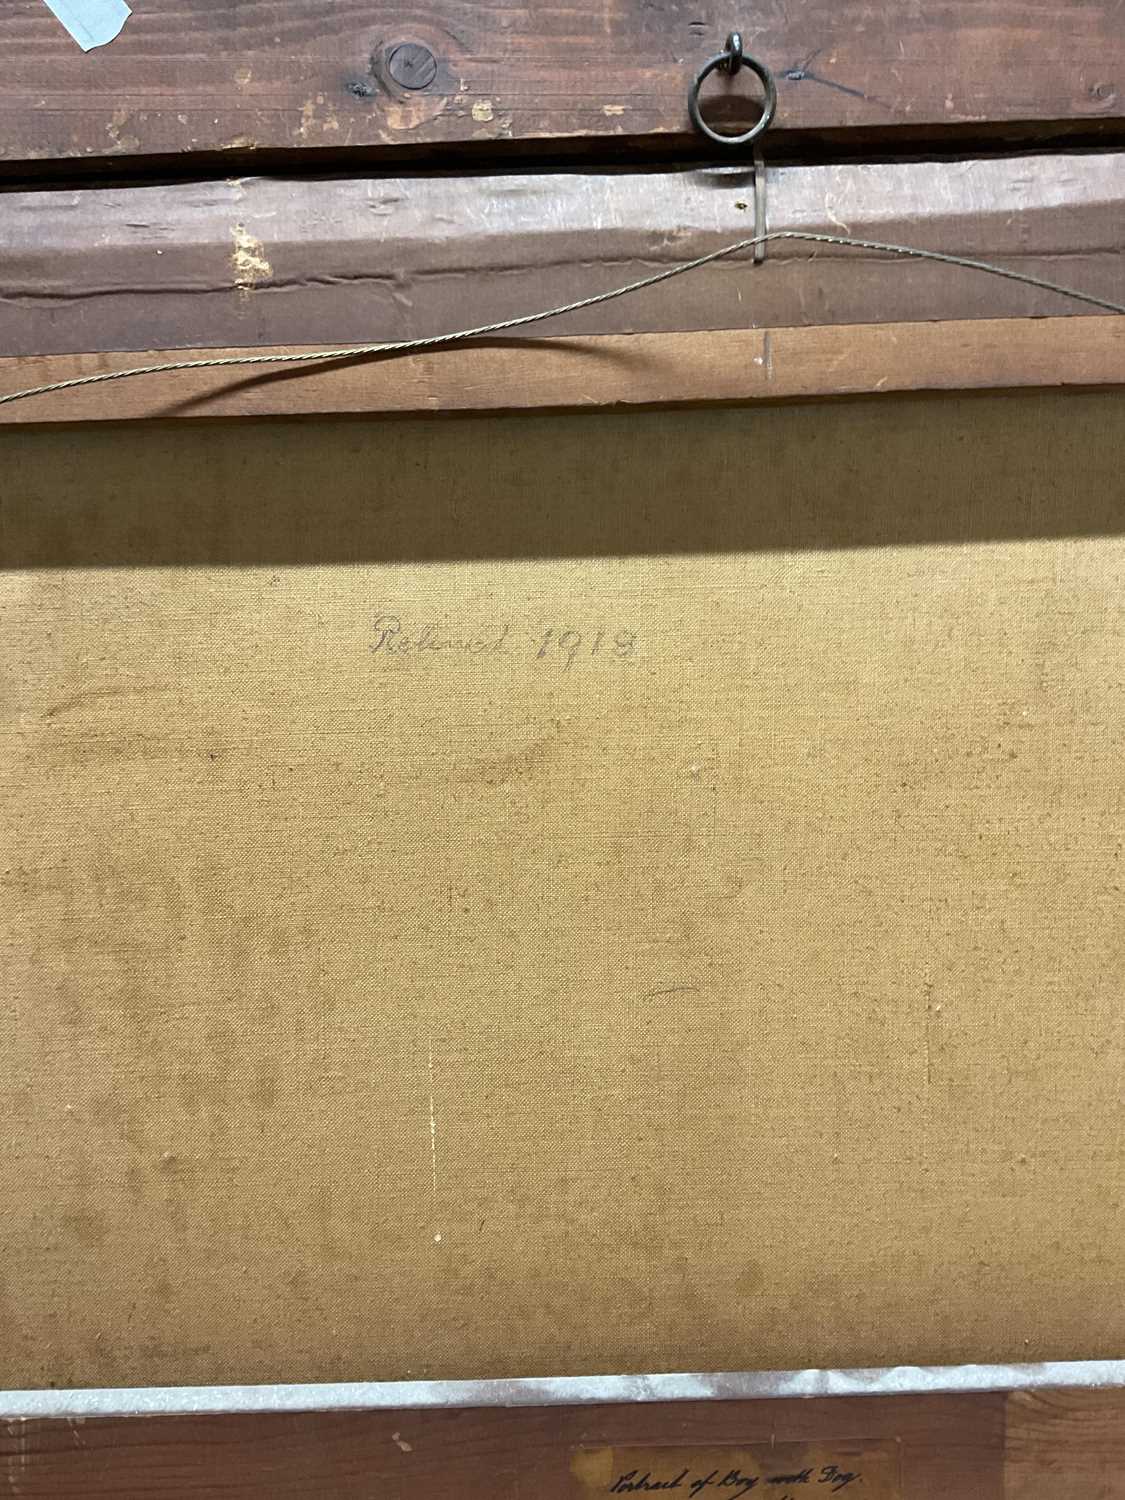 Relined 1918
Portrait of Boy with Dog.